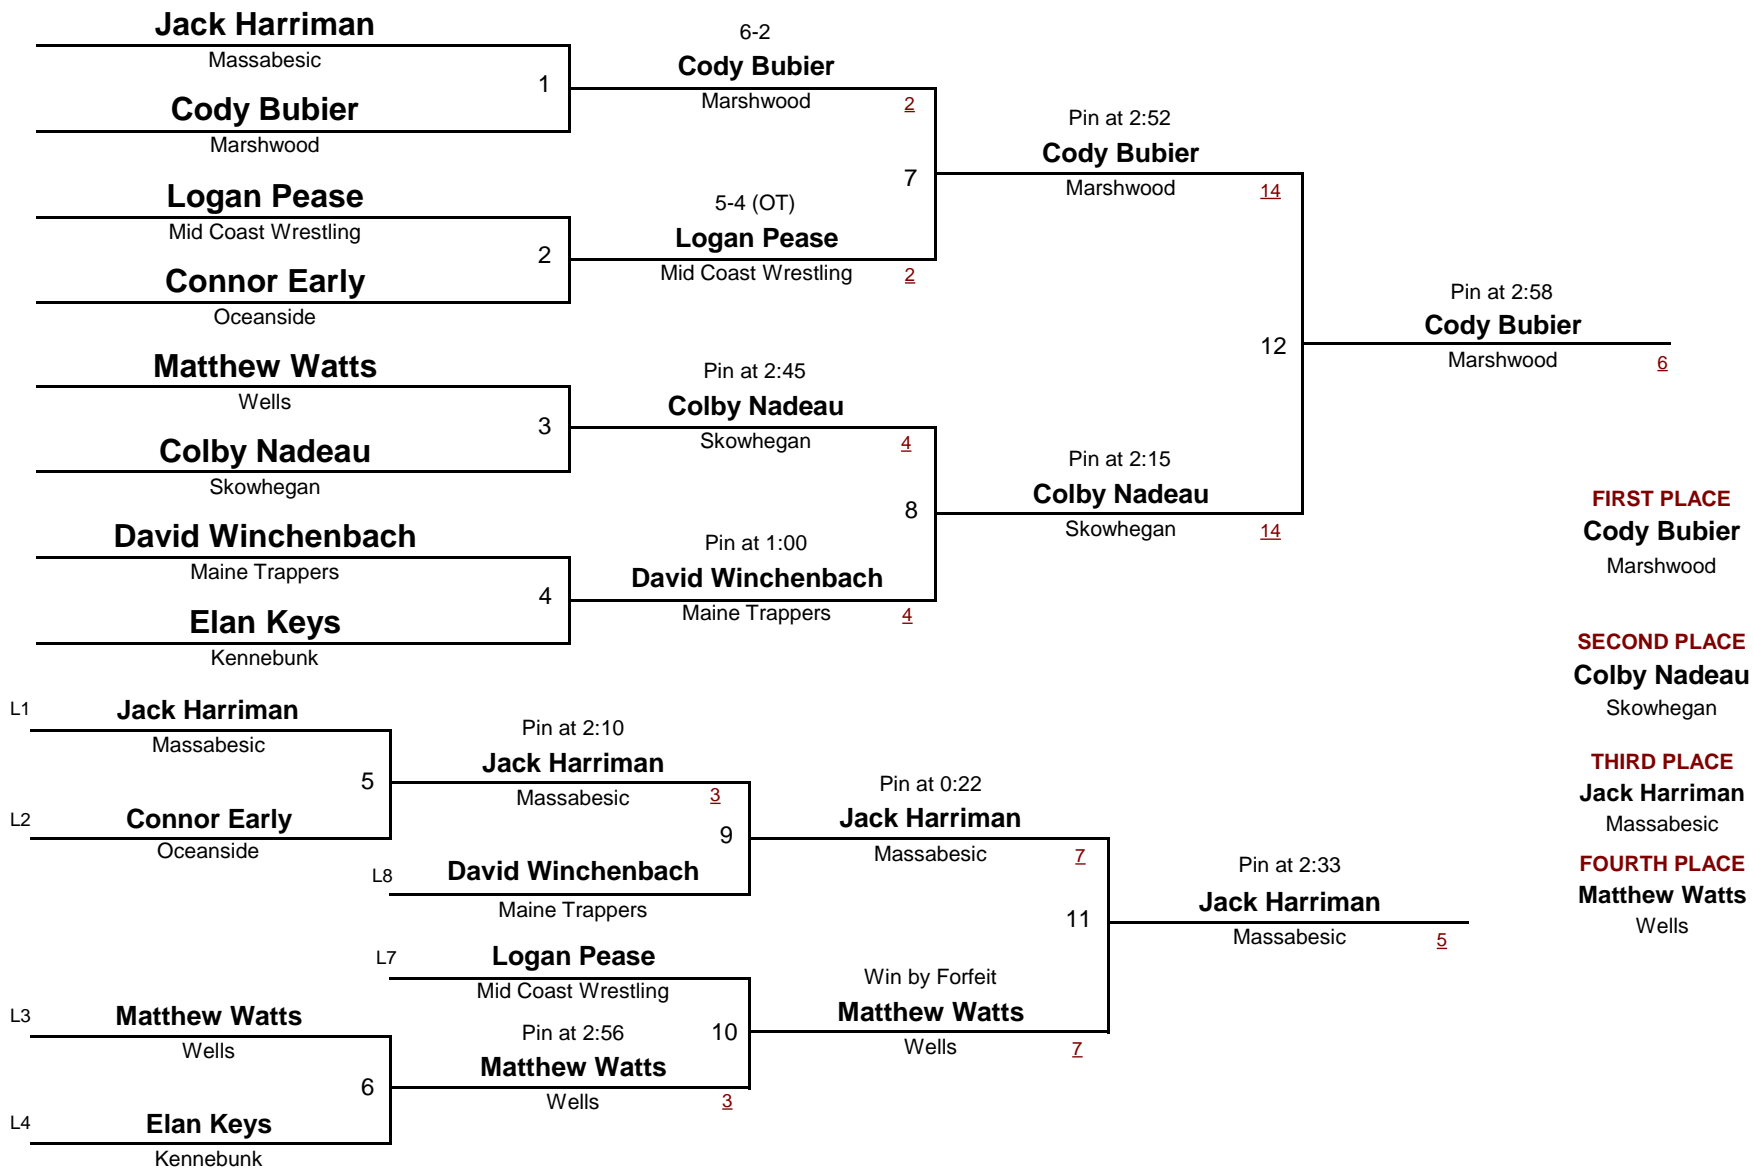 Jack Harriman
Massabesic
1
Cody Bubier
Marshwood
6-2
Cody Bubier
Marshwood
2
Logan Pease
Mid Coast Wrestling
2
Connor Early
Oceanside
5-4 (OT)
Logan Pease
Mid Coast Wrestling
2
7
Pin at 2:52
Cody Bubier
Marshwood
14
Matthew Watts
Wells
3
Colby Nadeau
Skowhegan
Pin at 2:45
Colby Nadeau
Skowhegan
4
David Winchenbach
Maine Trappers
4
Elan Keys
Kennebunk
Pin at 1:00
David Winchenbach
Maine Trappers
4
8
Pin at 2:15
Colby Nadeau
Skowhegan
14
12
Pin at 2:58
Cody Bubier
Marshwood
6
FIRST PLACE
Cody Bubier
Marshwood
SECOND PLACE
Colby Nadeau
Skowhegan
THIRD PLACE
Jack Harriman
Massabesic
FOURTH PLACE
Matthew Watts
Wells
L1
Jack Harriman
Massabesic
5
L2
Connor Early
Oceanside
Pin at 2:10
Jack Harriman
Massabesic
3
9
L8
David Winchenbach
Maine Trappers
Pin at 0:22
Jack Harriman
Massabesic
7
L7
Logan Pease
Mid Coast Wrestling
10
L3
Matthew Watts
Wells
6
L4
Elan Keys
Kennebunk
Pin at 2:56
Matthew Watts
Wells
3
Win by Forfeit
Matthew Watts
Wells
7
11
Pin at 2:33
Jack Harriman
Massabesic
5